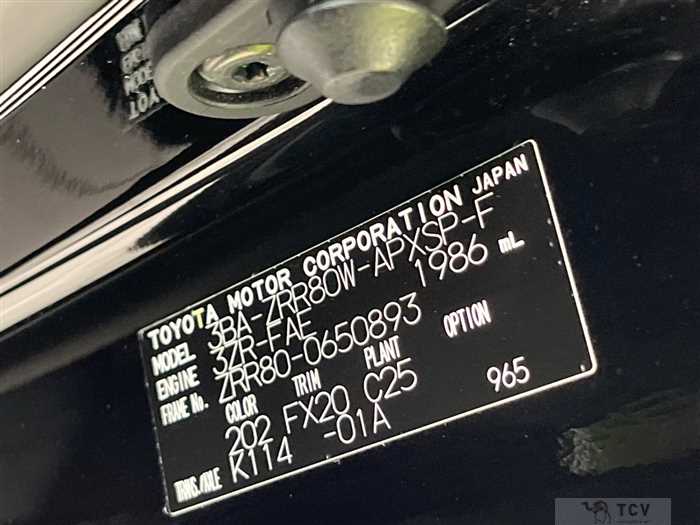 TOYOTA MOTOR CORPORATION JAPAN
MODEL 3BA-ZRR80W-APXSP-F
ENGINE 3ZR-FAE 1986 mL
FRAME No. ZRR80-0650893
COLOR TRIM PLANT OPTION
202 FX20 C25 965
TRANS./AXLE K114 -01A
TCV